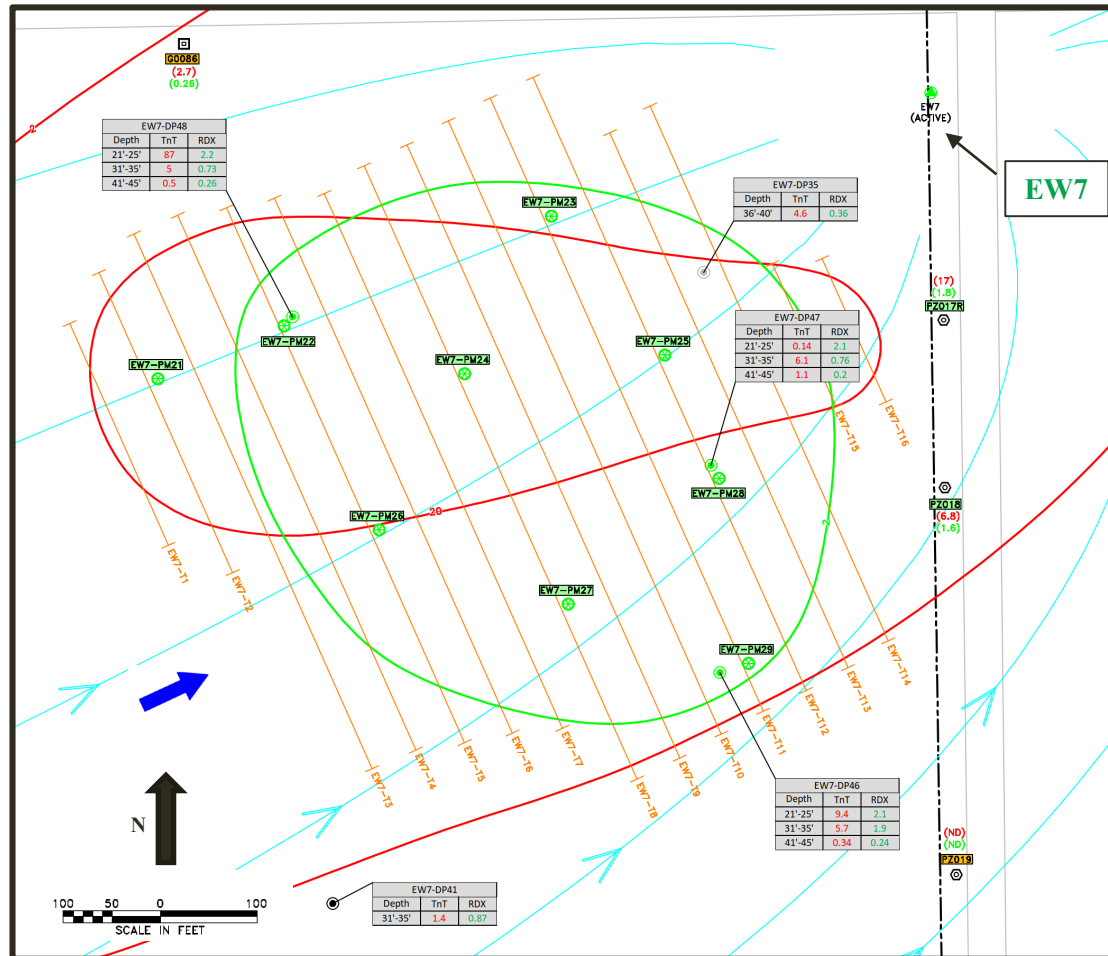 G0086
(2.7)
(0.26)
2
EW7
(ACTIVE)
EW7
EW7-DP48
Depth TnT RDX
21'-25' 87 2.2
31'-35' 5 0.73
41'-45' 0.5 0.26
EW7-DP35
Depth TnT RDX
36'-40' 4.6 0.36
EW7-PM23
(17)
(1.8)
PZ017R
EW7-DP47
Depth TnT RDX
21'-25' 0.14 2.1
31'-35' 6.1 0.76
41'-45' 1.1 0.2
EW7-PM22
EW7-PM21
EW7-PM24
EW7-PM25
EW7-T15
EW7-T16
EW7-PM28
PZ018
(6.8)
(1.6)
20
EW7-PM26
2
EW7-T1
EW7-T2
EW7-PM27
EW7-PM29
EW7-T3
EW7-T4
EW7-T5
EW7-T6
EW7-T7
EW7-T8
EW7-T9
EW7-T10
EW7-T11
EW7-T12
EW7-T13
EW7-T14
EW7-DP46
Depth TnT RDX
21'-25' 9.4 2.1
31'-35' 5.7 1.9
41'-45' 0.34 0.24
(ND)
(ND)
PZ019
N
EW7-DP41
Depth TnT RDX
31'-35' 1.4 0.87
100 50 0 100
SCALE IN FEET